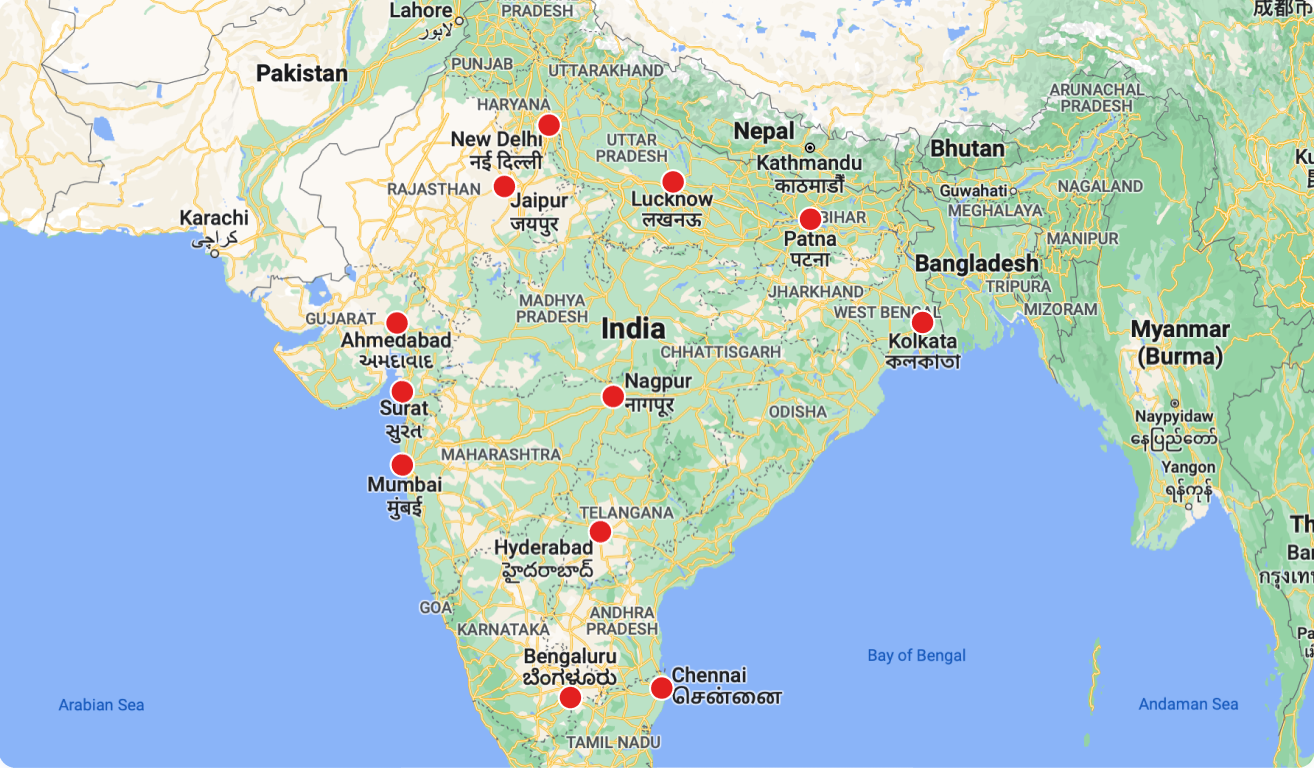 Lahore
لاہور
PRADESH
成都市
Pakistan
PUNJAB
UTTARAKHAND
HARYANA
ARUNACHAL
PRADESH
New Delhi
नई दिल्ली
UTTAR
PRADESH
Nepal
Kathmandu
काठमाडौँ
Bhutan
Guwahati
NAGALAND
RAJASTHAN
Jaipur
जयपुर
Lucknow
लखनऊ
BIHAR
Patna
पटना
MEGHALAYA
MANIPUR
Karachi
کراچی
Bangladesh
TRIPURA
MIZORAM
JHARKHAND
WEST BENGAL
Kolkata
কলকাতা
MADHYA
PRADESH
India
CHHATTISGARH
GUJARAT
Ahmedabad
અમદાવાદ
Myanmar
(Burma)
Surat
સુરત
Nagpur
नागपूर
ODISHA
Naypyidaw
နေပြည်တော်
Yangon
ရန်ကုန်
MAHARASHTRA
Mumbai
मुंबई
TELANGANA
Hyderabad
హైదరాబాద్
GOA
KARNATAKA
ANDHRA
PRADESH
Bengaluru
ಬೆಂಗಳೂರು
Chennai
சென்னை
TAMIL NADU
Arabian Sea
Bay of Bengal
Andaman Sea